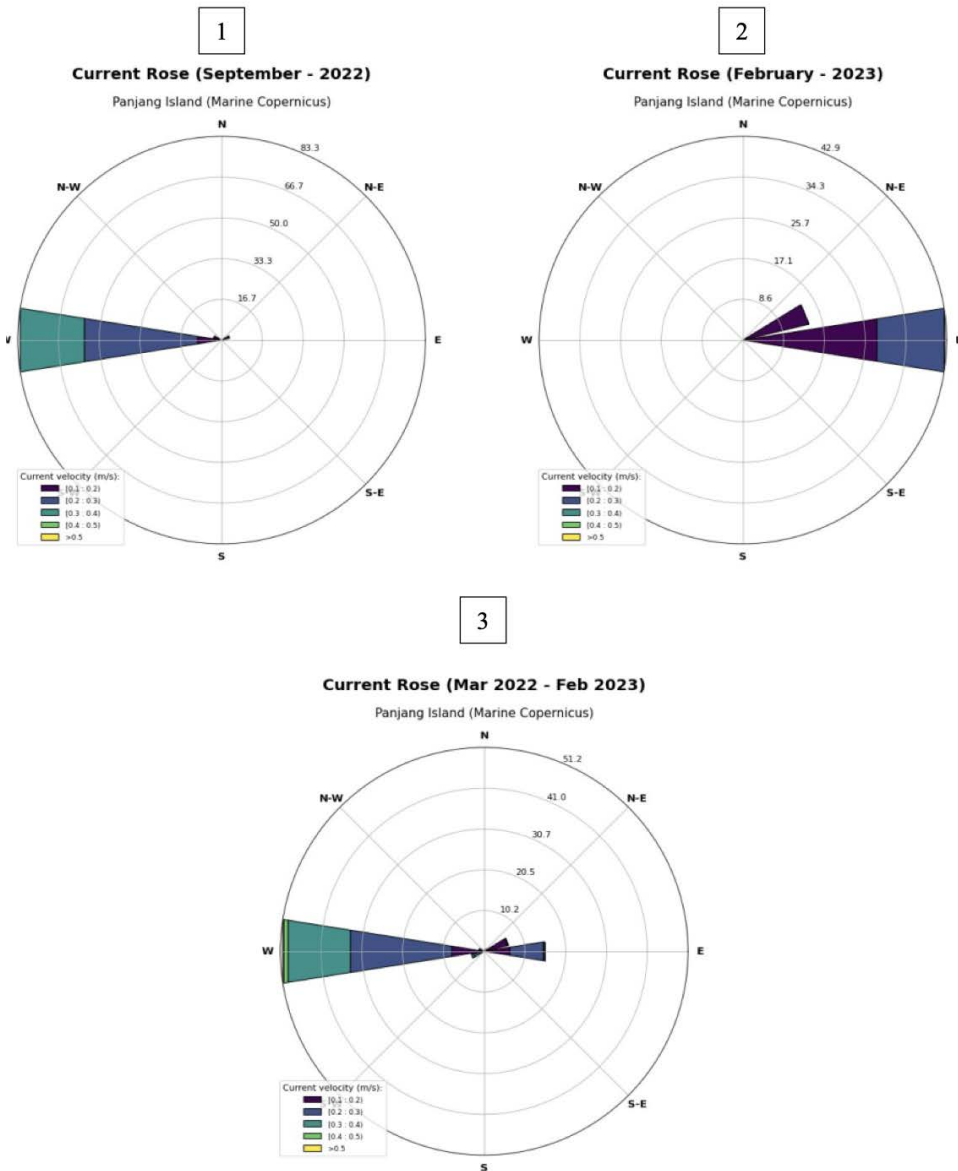 1
Current Rose (September - 2022)
Panjang Island (Marine Copernicus)
N
83.3
N-W
66.7
N-E
50.0
33.3
16.7
E
S-E
S
Current velocity (m/s):
[0.1 : 0.2)
[0.2 : 0.3)
[0.3 : 0.4)
[0.4 : 0.5)
>0.5
2
Current Rose (February - 2023)
Panjang Island (Marine Copernicus)
N
42.9
N-W
34.3
N-E
25.7
17.1
8.6
W
S-E
S
Current velocity (m/s):
[0.1 : 0.2)
[0.2 : 0.3)
[0.3 : 0.4)
[0.4 : 0.5)
>0.5
3
Current Rose (Mar 2022 - Feb 2023)
Panjang Island (Marine Copernicus)
N
51.2
N-W
41.0
N-E
30.7
20.5
10.2
W
E
S-E
S
Current velocity (m/s):
[0.1 : 0.2)
[0.2 : 0.3)
[0.3 : 0.4)
[0.4 : 0.5)
>0.5